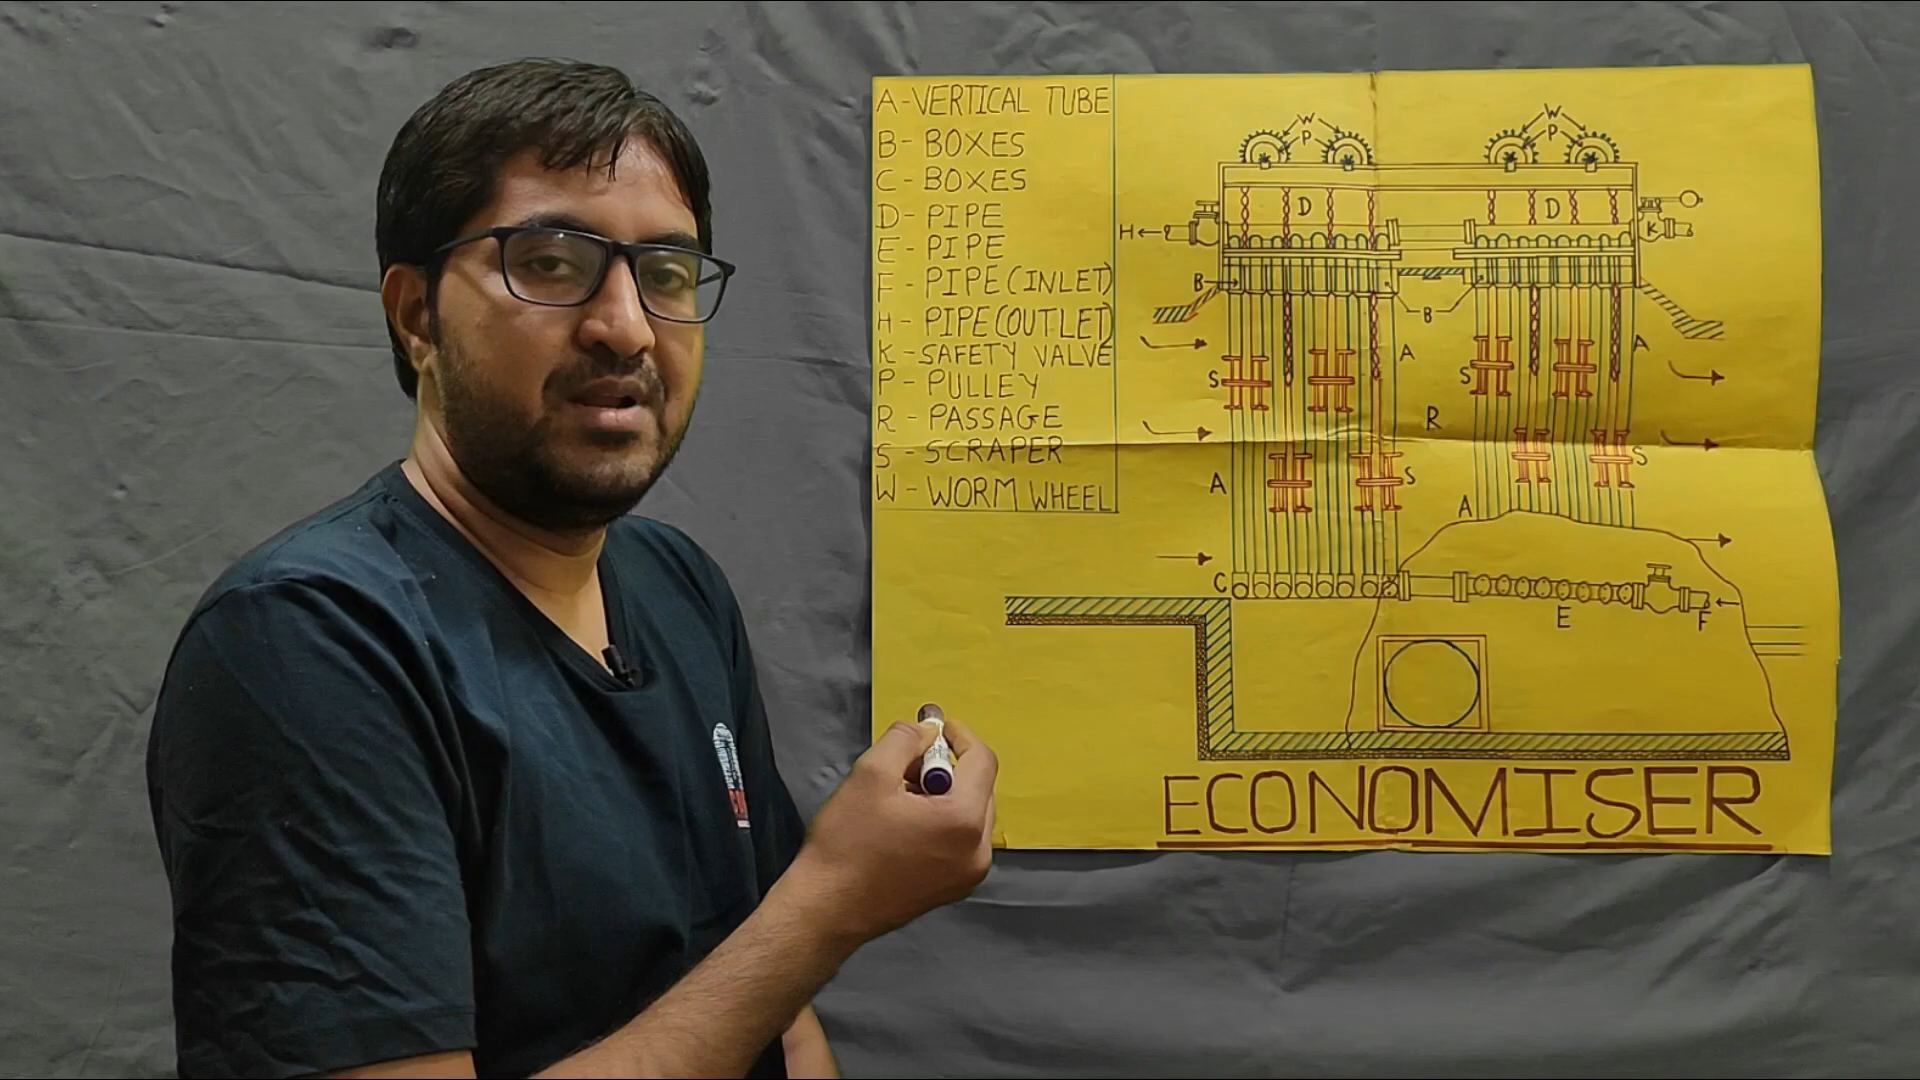 A-VERTICAL TUBE
B-BOXES
C-BOXES
D-PIPE
E-PIPE
F-PIPE(INLET)
H-PIPE(OUTLET)
K-SAFETY VALVE
P-PULLEY
R-PASSAGE
S-SCRAPER
W-WORM WHEEL
W W
P P
D D
H K
B
B
A A
S S
R
S S
A A
C
E F
ECONOMISER